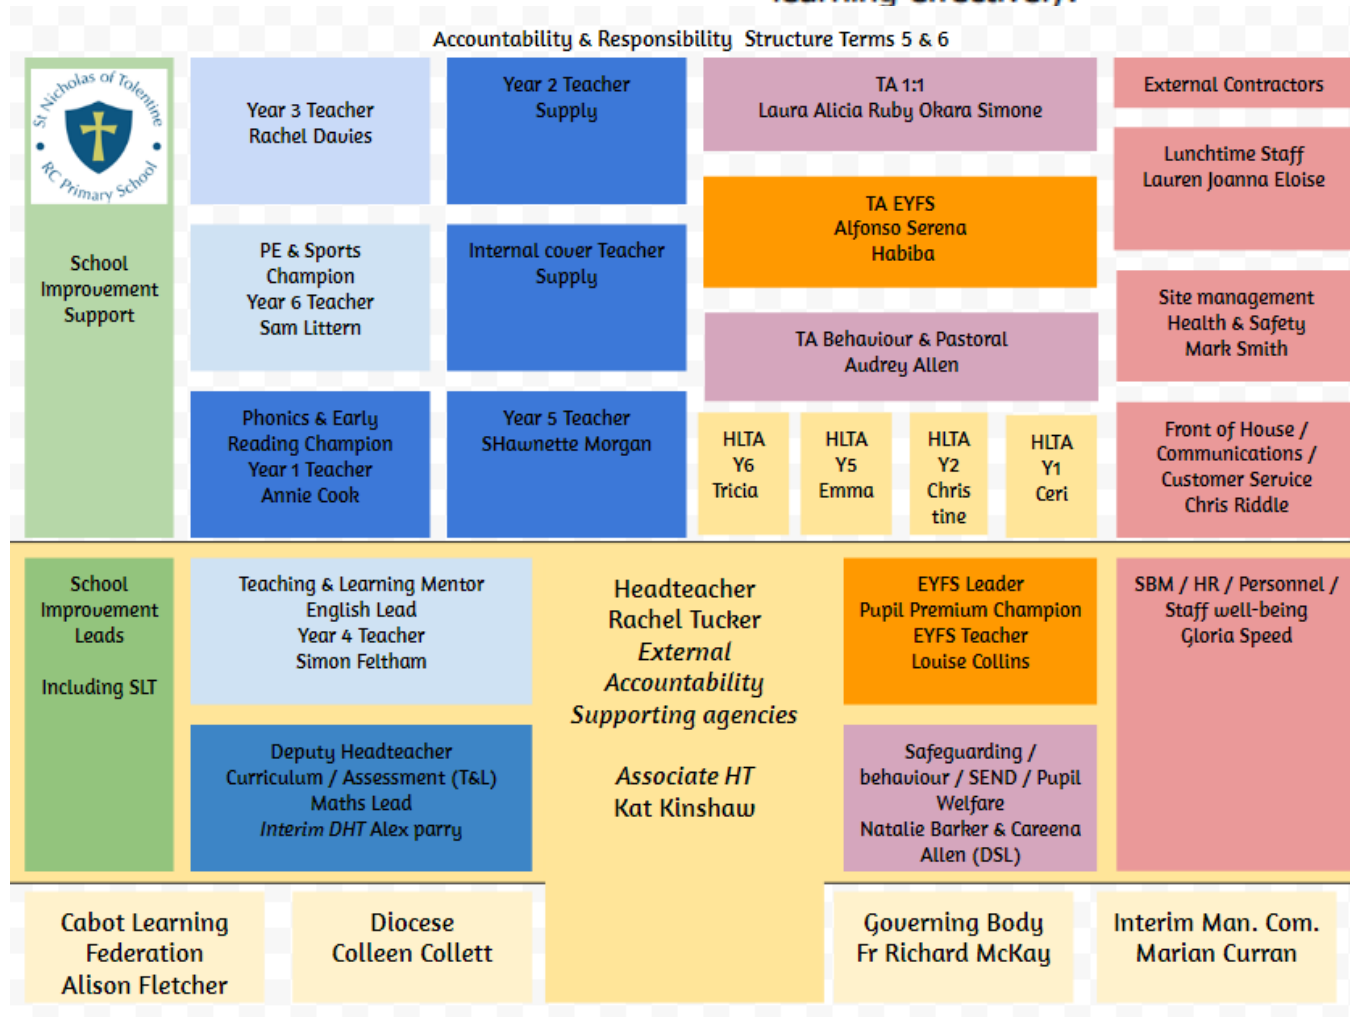 learning effectively.
Accountability & Responsibility Structure Terms 5 & 6
St Nicholas of Tolentine
RC Primary School
School
Improvement
Support
Year 3 Teacher
Rachel Davies
PE & Sports
Champion
Year 6 Teacher
Sam Littern
Phonics & Early
Reading Champion
Year 1 Teacher
Annie Cook
Year 2 Teacher
Supply
Internal cover Teacher
Supply
Year 5 Teacher
SHawnette Morgan
TA 1:1
Laura Alicia Ruby Okara Simone
TA EYFS
Alfonso Serena
Habiba
TA Behaviour & Pastoral
Audrey Allen
HLTA
Y6
Tricia
HLTA
Y5
Emma
HLTA
Y2
Chris
tine
HLTA
Y1
Ceri
External Contractors
Lunchtime Staff
Lauren Joanna Eloise
Site management
Health & Safety
Mark Smith
Front of House /
Communications /
Customer Service
Chris Riddle
School
Improvement
Leads
Including SLT
Teaching & Learning Mentor
English Lead
Year 4 Teacher
Simon Feltham
Deputy Headteacher
Curriculum / Assessment (T&L)
Maths Lead
Interim DHT Alex parry
Headteacher
Rachel Tucker
External
Accountability
Supporting agencies
Associate HT
Kat Kinshaw
EYFS Leader
Pupil Premium Champion
EYFS Teacher
Louise Collins
Safeguarding /
behaviour / SEND / Pupil
Welfare
Natalie Barker & Careena
Allen (DSL)
SBM / HR / Personnel /
Staff well-being
Gloria Speed
Cabot Learning
Federation
Alison Fletcher
Diocese
Colleen Collett
Governing Body
Fr Richard McKay
Interim Man. Com.
Marian Curran